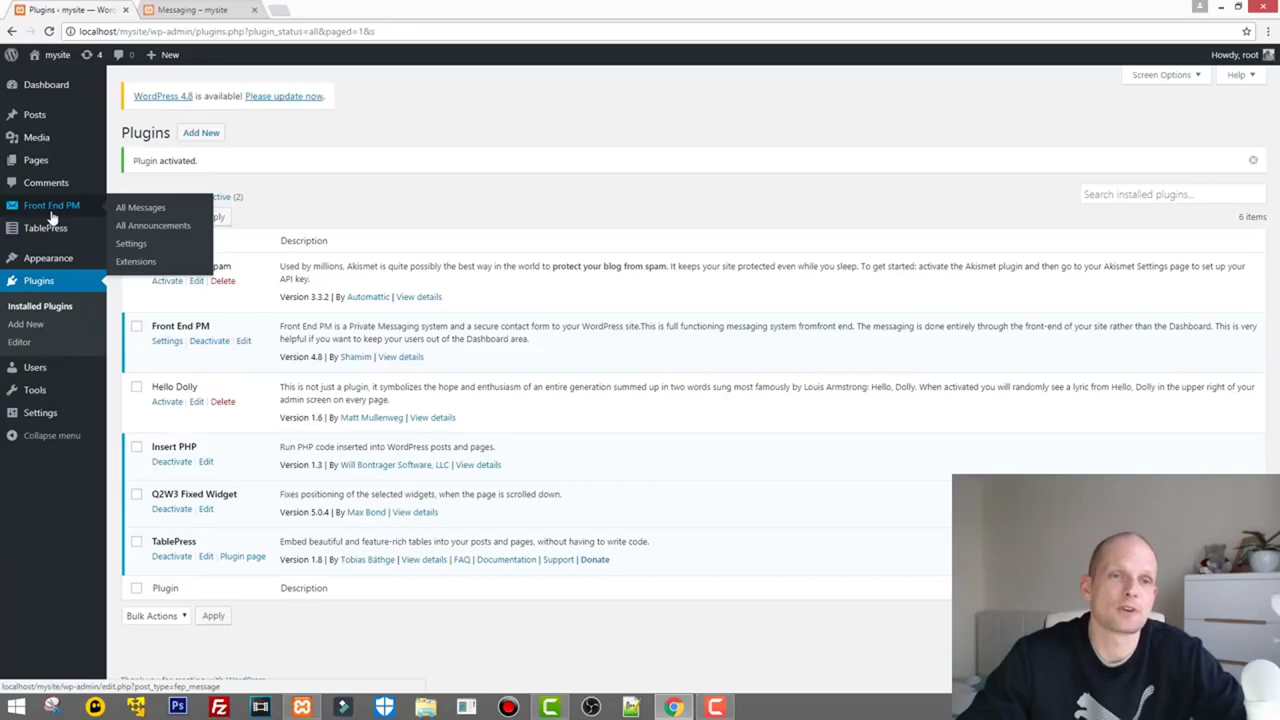 Plugins ‹ mysite — Wor
Messaging – mysite
localhost/mysite/wp-admin/plugins.php?plugin_status=all&paged=1&s
mysite 4 0 New
Howdy, root
Dashboard
Posts
Media
Pages
Comments
Front End PM
TablePress
Appearance
Plugins
Installed Plugins
Add New
Editor
Users
Tools
Settings
Collapse menu
All Messages
All Announcements
Settings
Extensions
Screen Options
Help
WordPress 4.8 is available! Please update now.
Plugins Add New
Plugin activated.
ctive (2)
Search installed plugins...
ply
6 items
Description
pam
Used by millions, Akismet is quite possibly the best way in the world to protect your blog from spam. It keeps your site protected even while you sleep. To get started: activate the Akismet plugin and then go to your Akismet Settings page to set up your
API key.
Activate | Edit | Delete
Version 3.3.2 | By Automattic | View details
Front End PM
Front End PM is a Private Messaging system and a secure contact form to your WordPress site.This is full functioning messaging system fromfront end. The messaging is done entirely through the front-end of your site rather than the Dashboard. This is very
helpful if you want to keep your users out of the Dashboard area.
Settings | Deactivate | Edit
Version 4.8 | By Shamim | View details
Hello Dolly
This is not just a plugin, it symbolizes the hope and enthusiasm of an entire generation summed up in two words sung most famously by Louis Armstrong: Hello, Dolly. When activated you will randomly see a lyric from Hello, Dolly in the upper right of your
admin screen on every page.
Activate | Edit | Delete
Version 1.6 | By Matt Mullenweg | View details
Insert PHP
Run PHP code inserted into WordPress posts and pages.
Deactivate | Edit
Version 1.3 | By Will Bontrager Software, LLC | View details
Q2W3 Fixed Widget
Fixes positioning of the selected widgets, when the page is scrolled down.
Deactivate | Edit
Version 5.0.4 | By Max Bond | View details
TablePress
Embed beautiful and feature-rich tables into your posts and pages, without having to write code.
Deactivate | Edit | Plugin page
Version 1.8 | By Tobias Bäthge | View details | FAQ | Documentation | Support | Donate
Plugin
Description
Bulk Actions
Apply
localhost/mysite/wp-admin/edit.php?post_type=fep_message